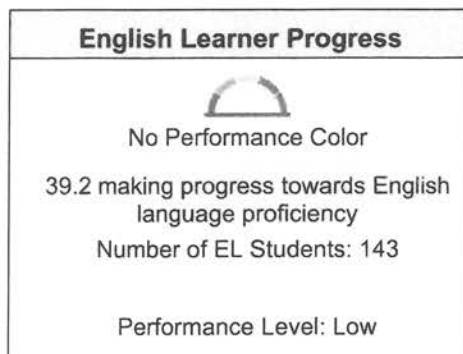 English Learner Progress
No Performance Color
39.2 making progress towards English
language proficiency
Number of EL Students: 143
Performance Level: Low